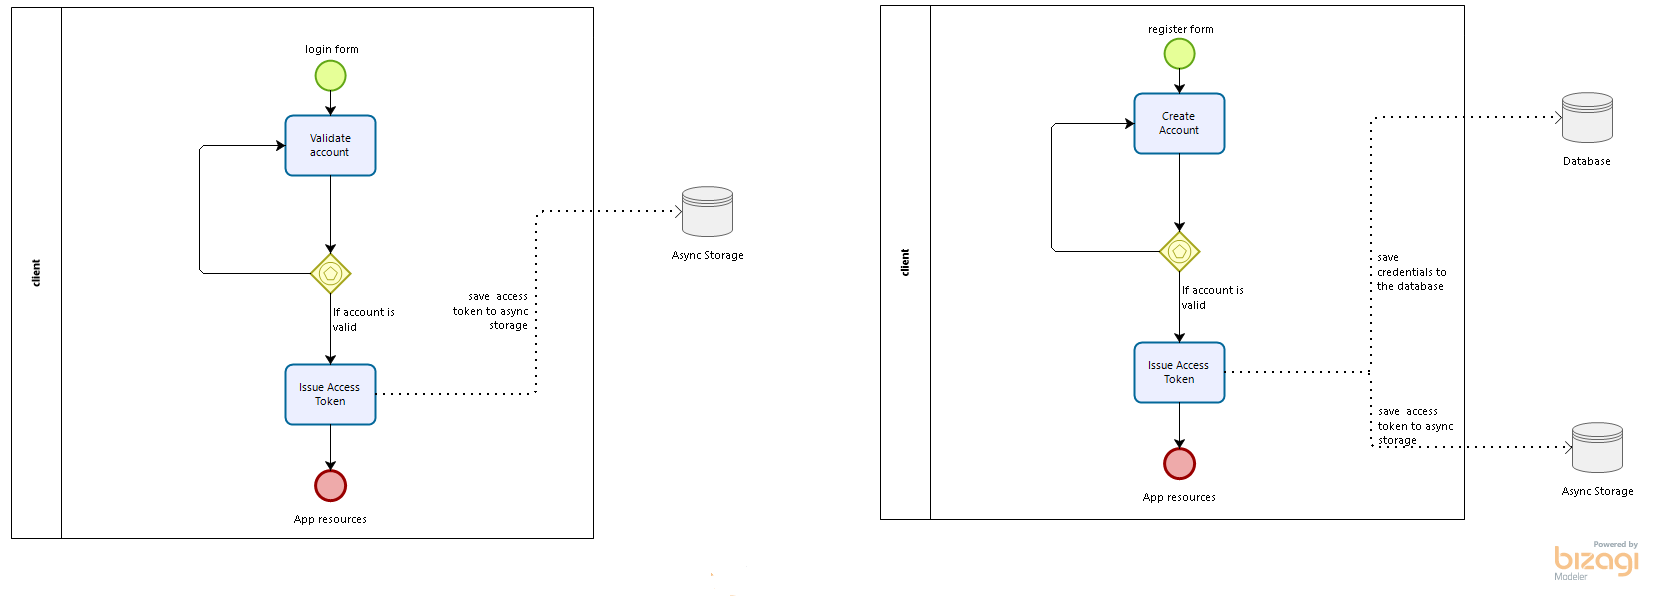 login form
Validate
account
client
If account is
valid
save  access
token to async
storage
Async Storage
Issue Access
Token
App resources
register form
Create
Account
client
If account is
valid
save
credentials to
the database
Database
Issue Access
Token
save  access
token to async
storage
Async Storage
App resources
Powered by
bizagi
Modeler